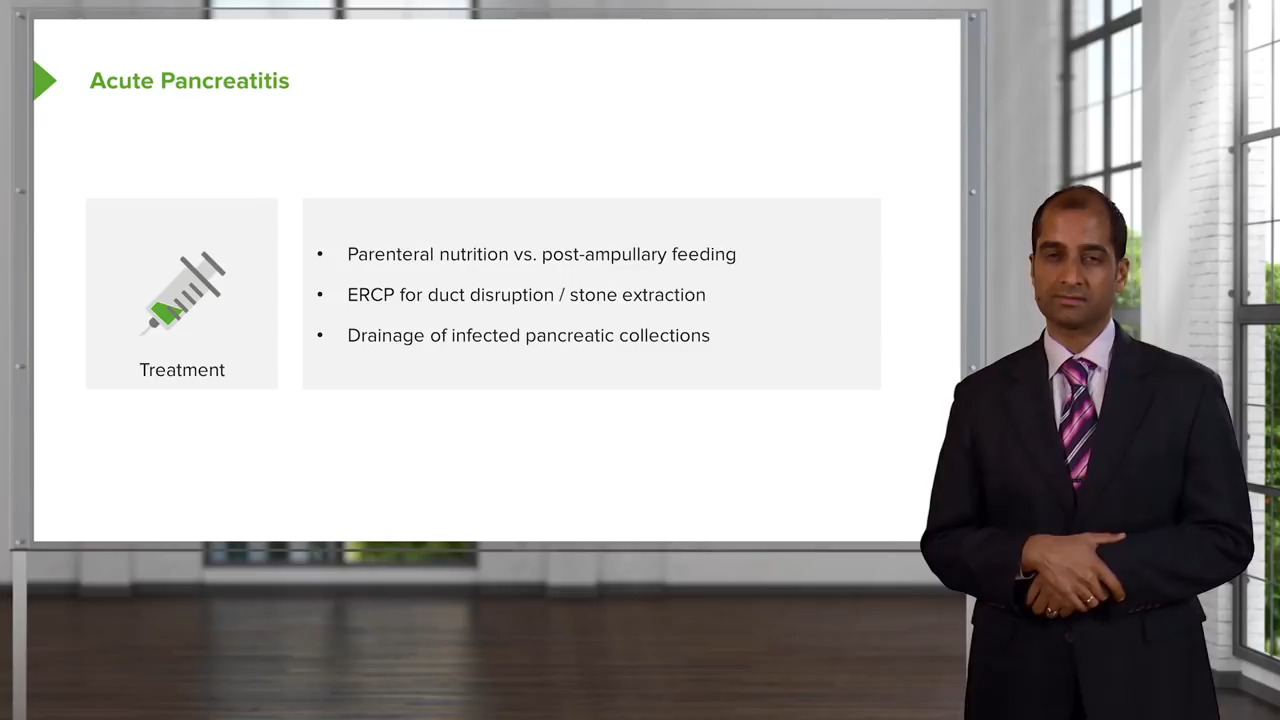 Acute Pancreatitis
Treatment
• Parenteral nutrition vs. post-ampullary feeding
• ERCP for duct disruption / stone extraction
• Drainage of infected pancreatic collections